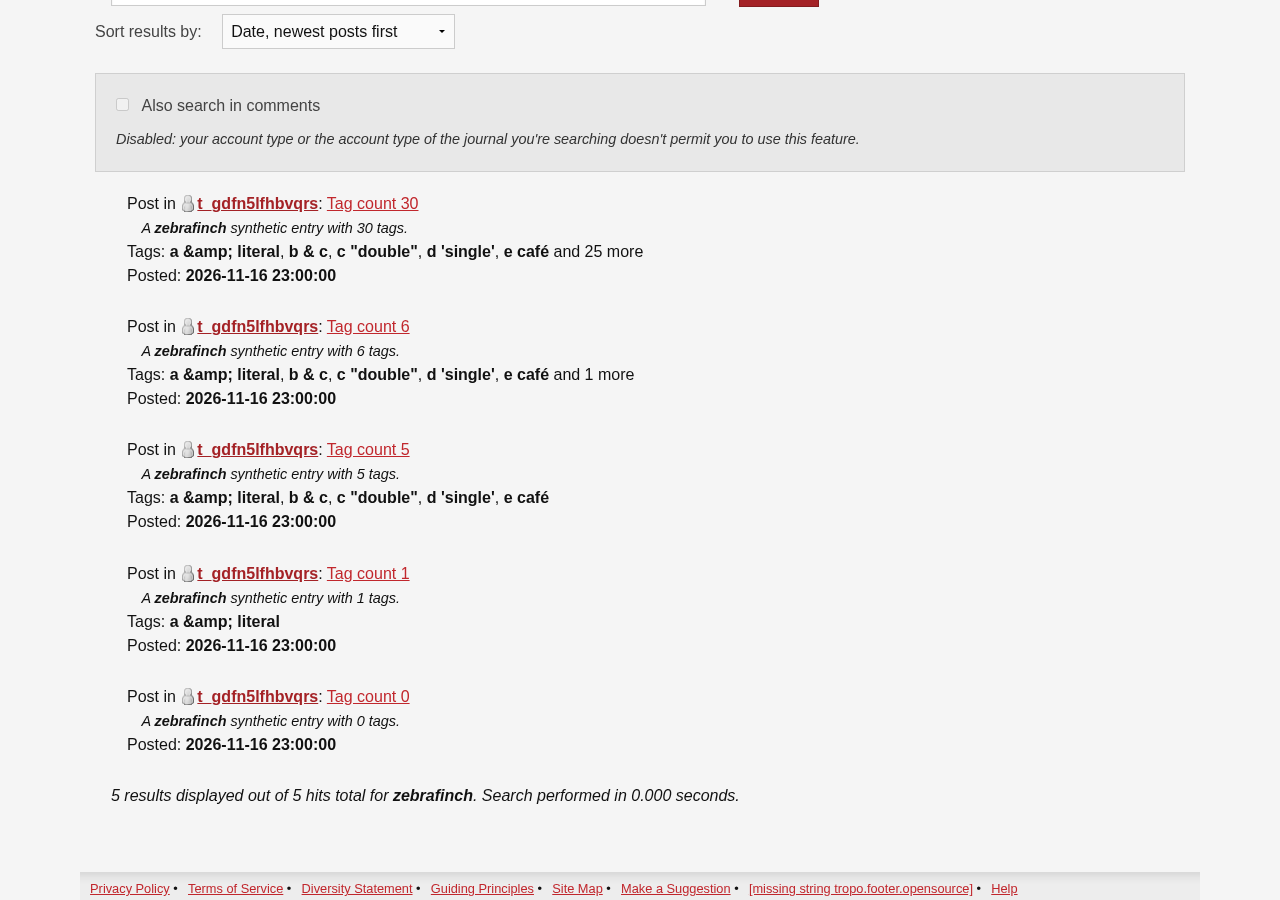 Sort results by: Date, newest posts first
Also search in comments
Disabled: your account type or the account type of the journal you're searching doesn't permit you to use this feature.
Post in t_gdfn5lfhbvqrs: Tag count 30
A zebrafinch synthetic entry with 30 tags.
Tags: a &amp; literal, b & c, c "double", d 'single', e café and 25 more
Posted: 2026-11-16 23:00:00
Post in t_gdfn5lfhbvqrs: Tag count 6
A zebrafinch synthetic entry with 6 tags.
Tags: a &amp; literal, b & c, c "double", d 'single', e café and 1 more
Posted: 2026-11-16 23:00:00
Post in t_gdfn5lfhbvqrs: Tag count 5
A zebrafinch synthetic entry with 5 tags.
Tags: a &amp; literal, b & c, c "double", d 'single', e café
Posted: 2026-11-16 23:00:00
Post in t_gdfn5lfhbvqrs: Tag count 1
A zebrafinch synthetic entry with 1 tags.
Tags: a &amp; literal
Posted: 2026-11-16 23:00:00
Post in t_gdfn5lfhbvqrs: Tag count 0
A zebrafinch synthetic entry with 0 tags.
Posted: 2026-11-16 23:00:00
5 results displayed out of 5 hits total for zebrafinch. Search performed in 0.000 seconds.
Privacy Policy • Terms of Service • Diversity Statement • Guiding Principles • Site Map • Make a Suggestion • [missing string tropo.footer.opensource] • Help